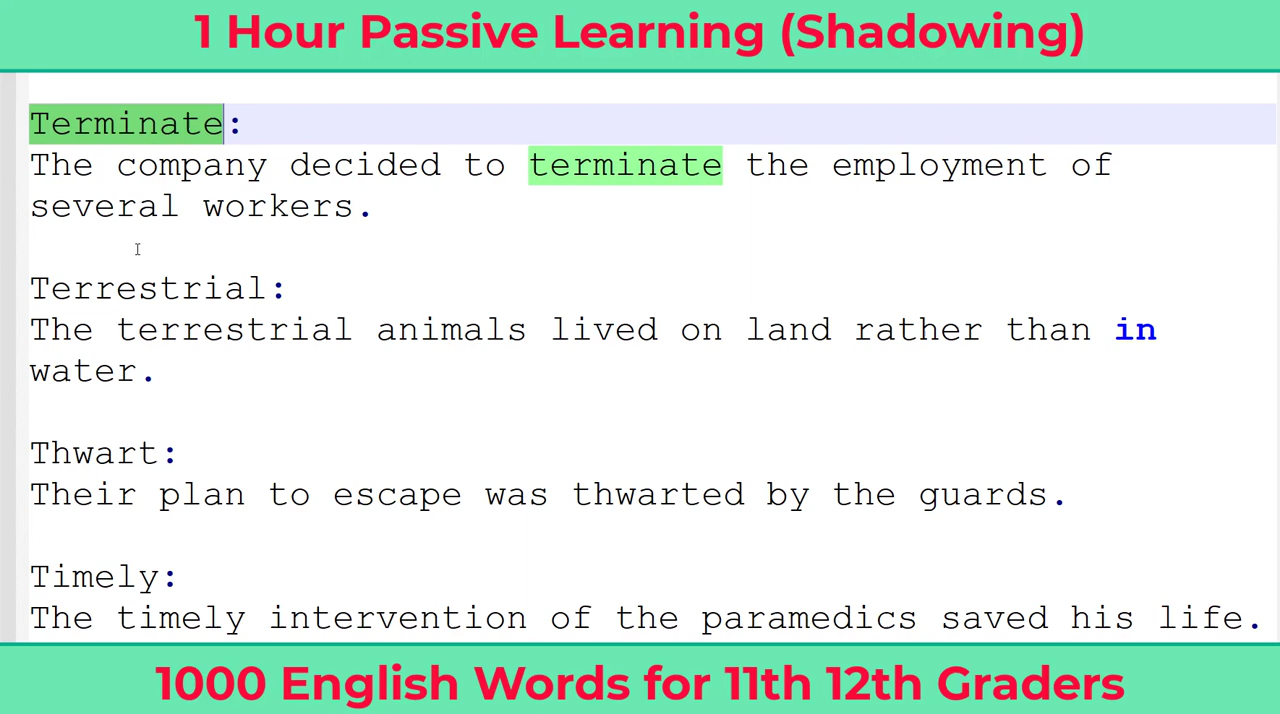 1 Hour Passive Learning (Shadowing)
Terminate:
The company decided to terminate the employment of
several workers.
Terrestrial:
The terrestrial animals lived on land rather than in
water.
Thwart:
Their plan to escape was thwarted by the guards.
Timely:
The timely intervention of the paramedics saved his life.
1000 English Words for 11th 12th Graders